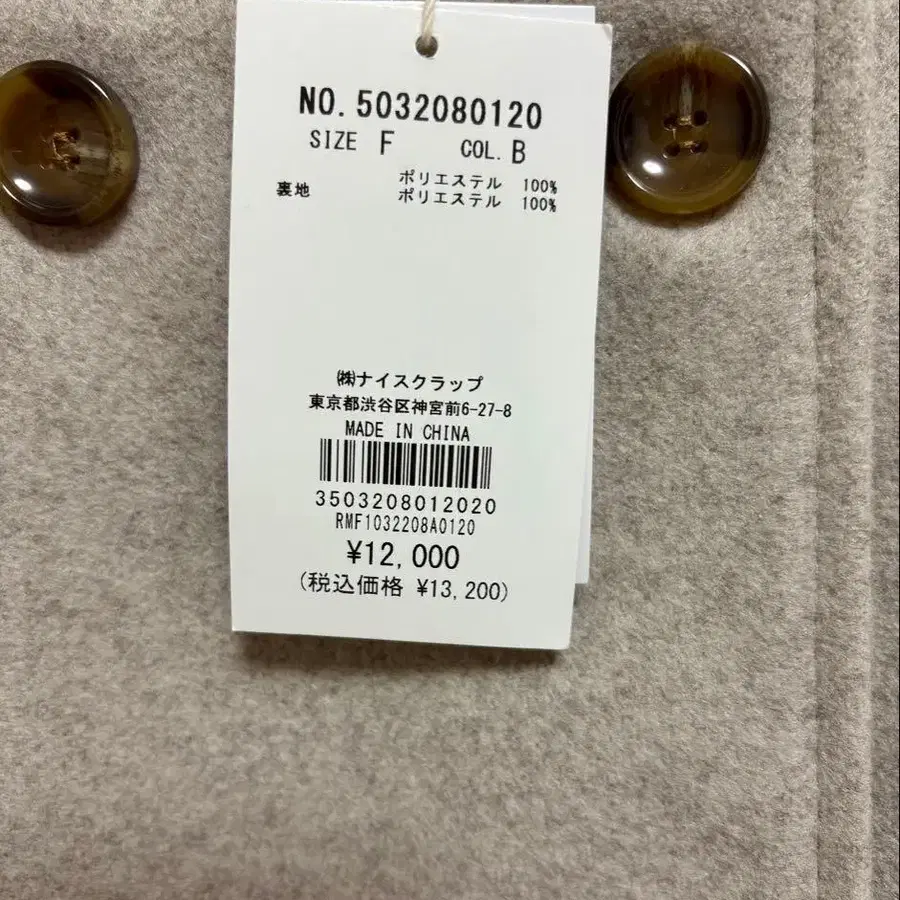 NO. 5032080120
SIZE F COL. B
ポリエステル 100%
裏地 ポリエステル 100%
㈱ナイスクラップ
東京都渋谷区神宮前6-27-8
MADE IN CHINA
3503208012020
RMF1032208A0120
¥12,000
(税込価格 ¥13,200)